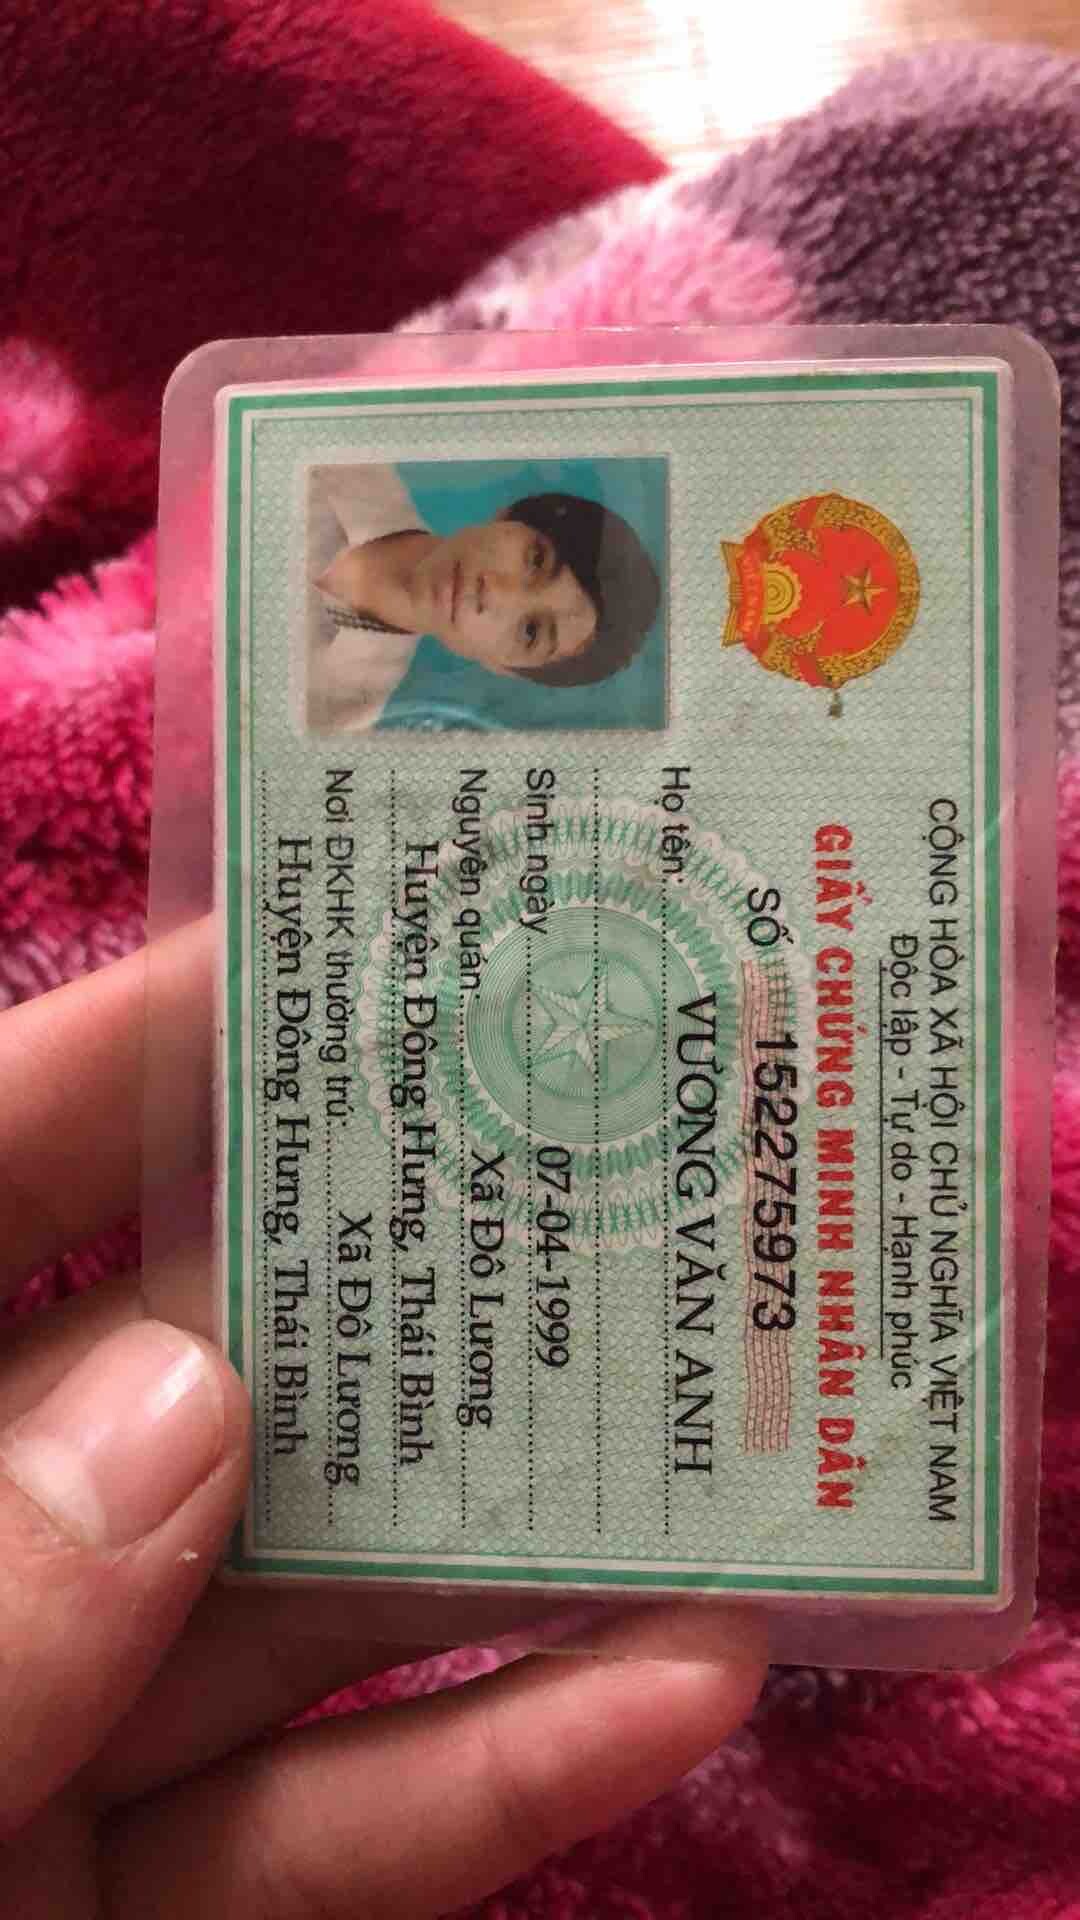 CỘNG HÒA XÃ HỘI CHỦ NGHĨA VIỆT NAM
Độc lập - Tự do - Hạnh phúc
GIẤY CHỨNG MINH NHÂN DÂN
SỐ 152275973
Họ tên: VƯƠNG VĂN ANH
Sinh ngày 07-04-1999
Nguyên quán: Xã Đô Lương
Huyện Đông Hưng, Thái Bình
Nơi ĐKHK thường trú: Xã Đô Lương
Huyện Đông Hưng, Thái Bình